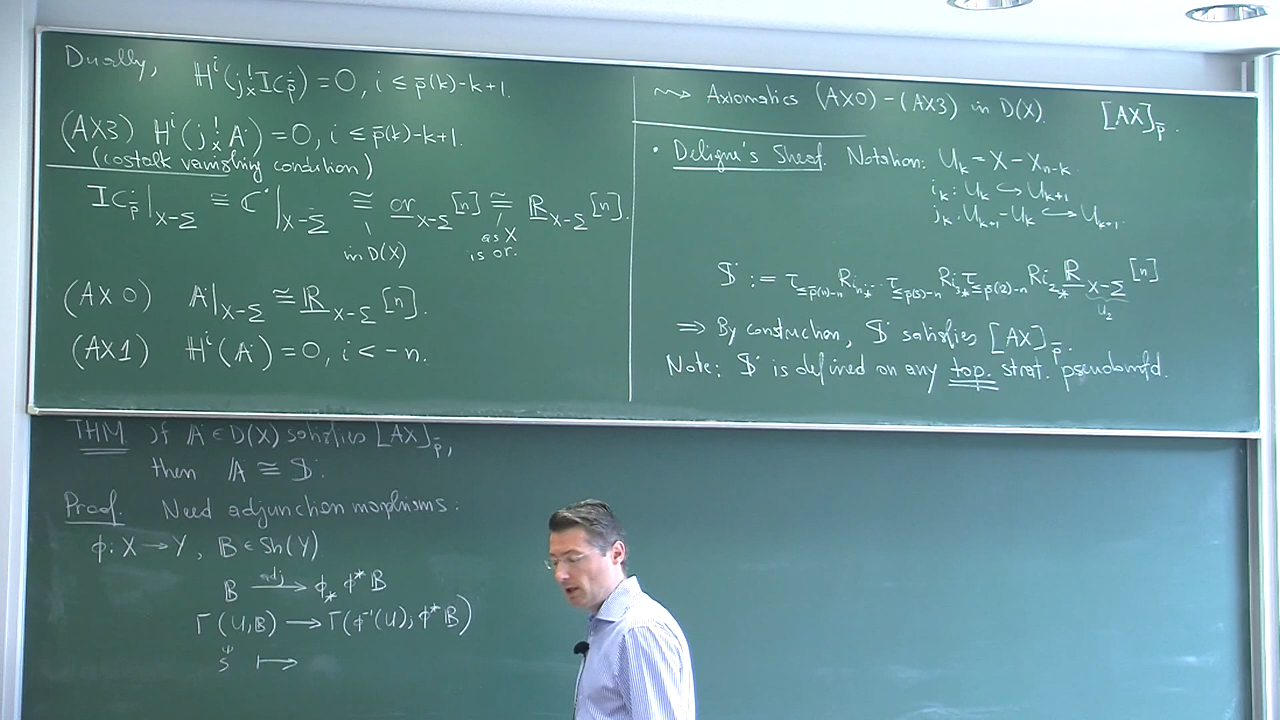 Dually, H^i(j_x^! IC_p̄^•) = 0, i ≤ p̄(k)-k+1.
(AX3) H^i(j_x^! A^•) = 0, i ≤ p̄(k)-k+1.
(costalk vanishing condition)
IC_p̄^•|_{X-Σ} ≅ C^•|_{X-Σ} ≅ or_{X-Σ}[n] ≅ R_{X-Σ}[n].
in D(X)
as X
is or.
(AX0) A^•|_{X-Σ} ≅ R_{X-Σ}[n].
(AX1) H^i(A^•) = 0, i < -n.
⇝ Axiomatics (AX0)-(AX3) in D(X). [AX]_p̄.
• Deligne's Sheaf. Notation: U_k = X - X_{n-k}
i_k: U_k ↪ U_{k+1}
j_k: U_{k+1} - U_k ↪ U_{k+1}.
S^• := τ_{≤p̄(n)-n} Ri_{n*} ... τ_{≤p̄(3)-n} Ri_{3*} τ_{≤p̄(2)-n} Ri_{2*} R_{X-Σ}[n]
U_2
⇒ By construction, S^• satisfies [AX]_p̄.
Note: S^• is defined on any top. strat. pseudomfd.
THM If A^• ∈ D(X) satisfies [AX]_p̄,
then A^• ≅ S^•.
Proof. Need adjunction morphisms:
φ: X → Y, B ∈ Sh(Y)
B —adj→ φ_* φ^* B
Γ(U, B) → Γ(φ^{-1}(U), φ^* B)
Ψ
s ↦